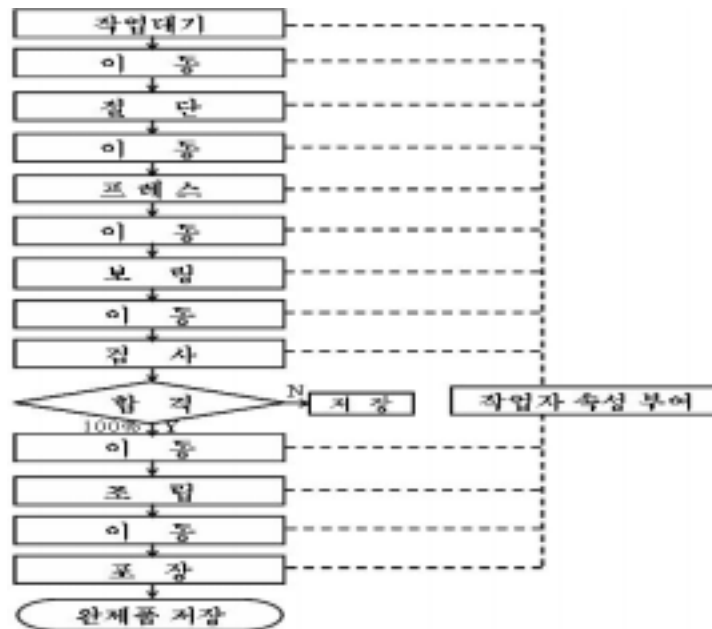 작업대기
이 동
절 단
이 동
프 레 스
이 동
보 링
이 동
검 사
합 격
N
저 장
작업자 속성 부여
100%
Y
이 동
조 립
이 동
포 장
완제품 저장